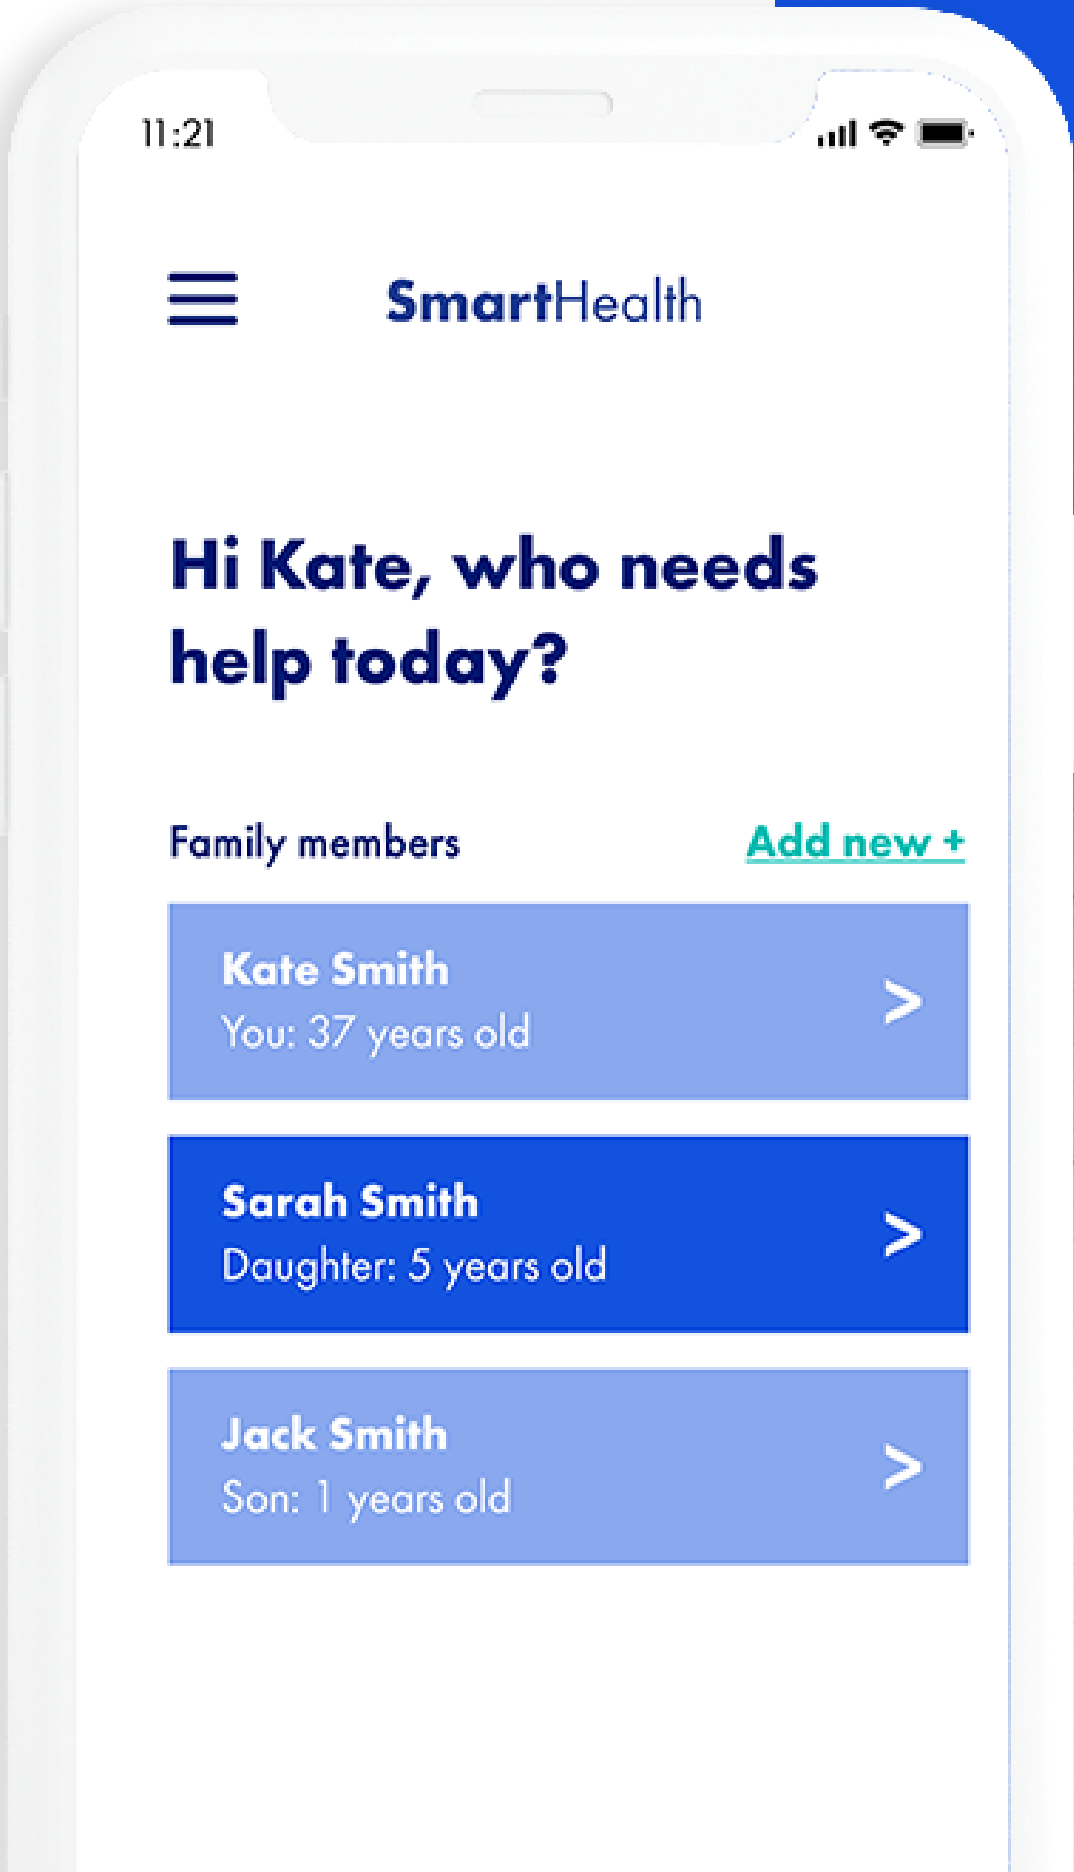 11:21
SmartHealth
Hi Kate, who needs
help today?
Family members
Add new +
Kate Smith
You: 37 years old
>
Sarah Smith
Daughter: 5 years old
>
Jack Smith
Son: 1 years old
>